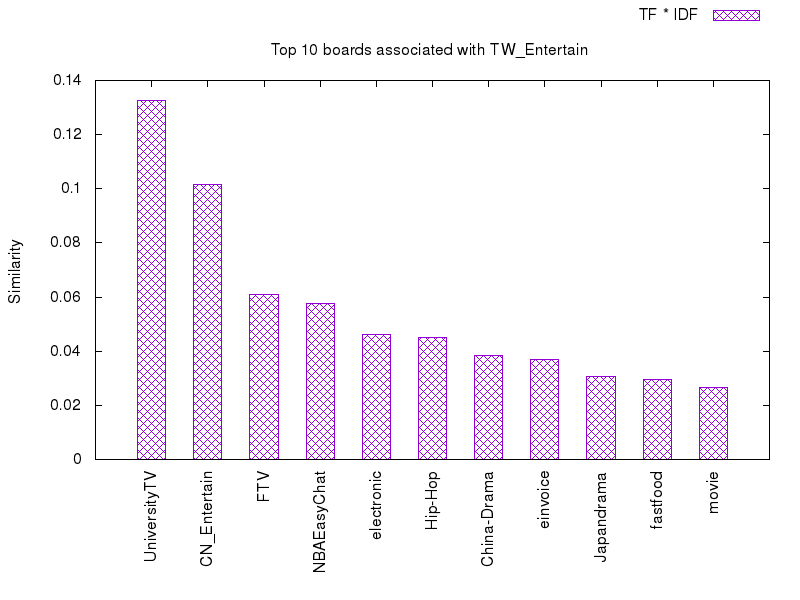 TF * IDF
Top 10 boards associated with TW_Entertain
0.14
0.12
0.1
0.08
0.06
0.04
0.02
0
Similarity
UniversityTV
CN_Entertain
FTV
NBAEasyChat
electronic
Hip-Hop
China-Drama
einvoice
Japandrama
fastfood
movie